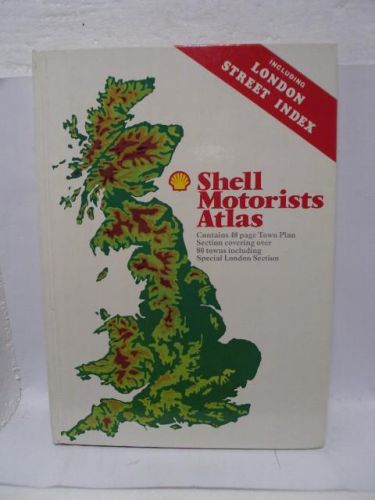 INCLUDING
LONDON
STREET INDEX
Shell
Motorists
Atlas
Contains 48 page Town Plan
Section covering over
80 towns including
Special London Section